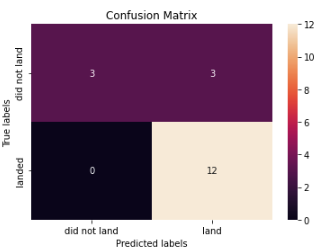 Confusion Matrix
True labels
did not land
landed
3
3
0
12
did not land
land
Predicted labels
12
10
8
6
4
2
0